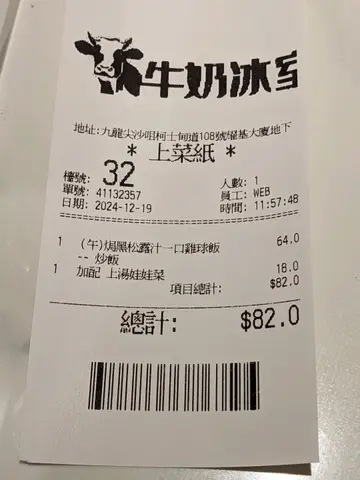 牛奶冰室
地址:九龍尖沙咀柯士甸道108號耀基大廈地下
* 上菜紙 *
檯號: 32 人數: 1
單號: 41132357 員工: WEB
日期: 2024-12-19 時間: 11:57:48
1 (午)焗黑松露汁一口雞球飯 64.0
-- 炒飯
1 加配 上湯娃娃菜 18.0
項目總計: $82.0
總計: $82.0